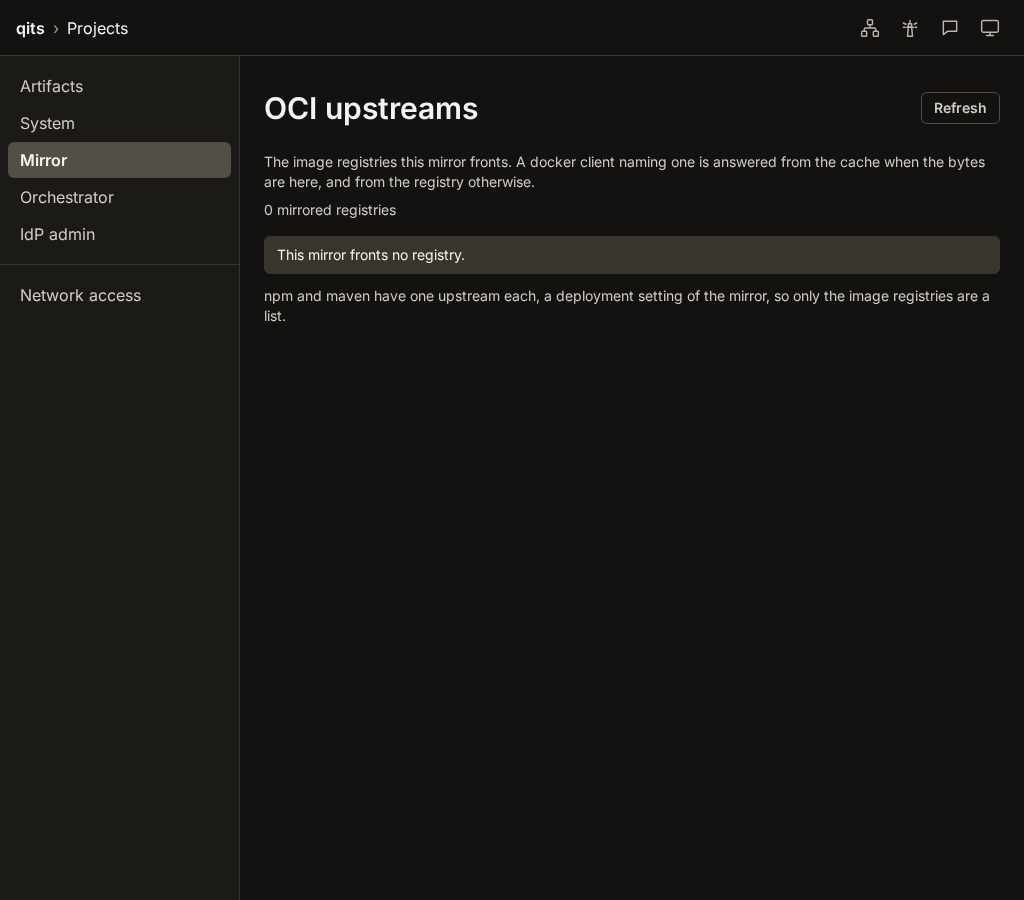 qits › Projects
Artifacts
System
Mirror
Orchestrator
IdP admin
Network access
OCI upstreams
Refresh
The image registries this mirror fronts. A docker client naming one is answered from the cache when the bytes
are here, and from the registry otherwise.
0 mirrored registries
This mirror fronts no registry.
npm and maven have one upstream each, a deployment setting of the mirror, so only the image registries are a
list.